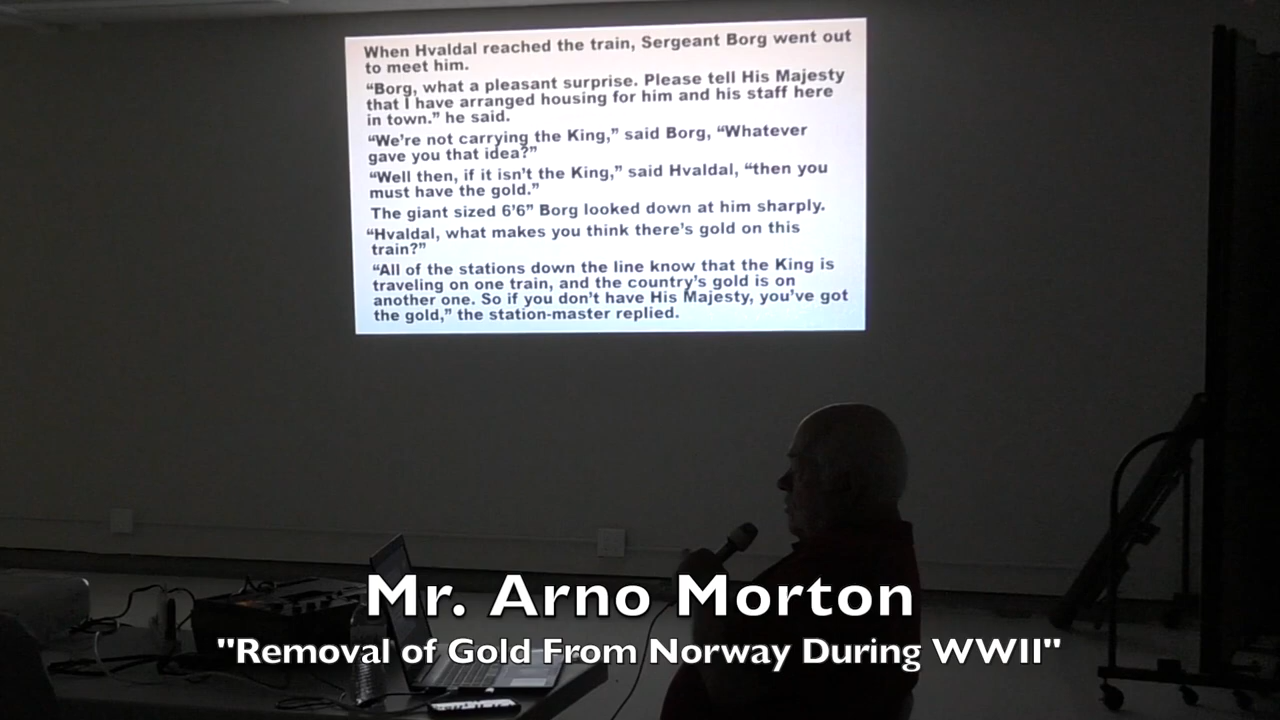 When Hvaldal reached the train, Sergeant Borg went out
to meet him.
“Borg, what a pleasant surprise. Please tell His Majesty
that I have arranged housing for him and his staff here
in town.” he said.
“We’re not carrying the King,” said Borg, “Whatever
gave you that idea?”
“Well then, if it isn’t the King,” said Hvaldal, “then you
must have the gold.”
The giant sized 6’6” Borg looked down at him sharply.
“Hvaldal, what makes you think there’s gold on this
train?”
“All of the stations down the line know that the King is
traveling on one train, and the country’s gold is on
another one. So if you don’t have His Majesty, you’ve got
the gold,” the station-master replied.
Mr. Arno Morton
"Removal of Gold From Norway During WWII"